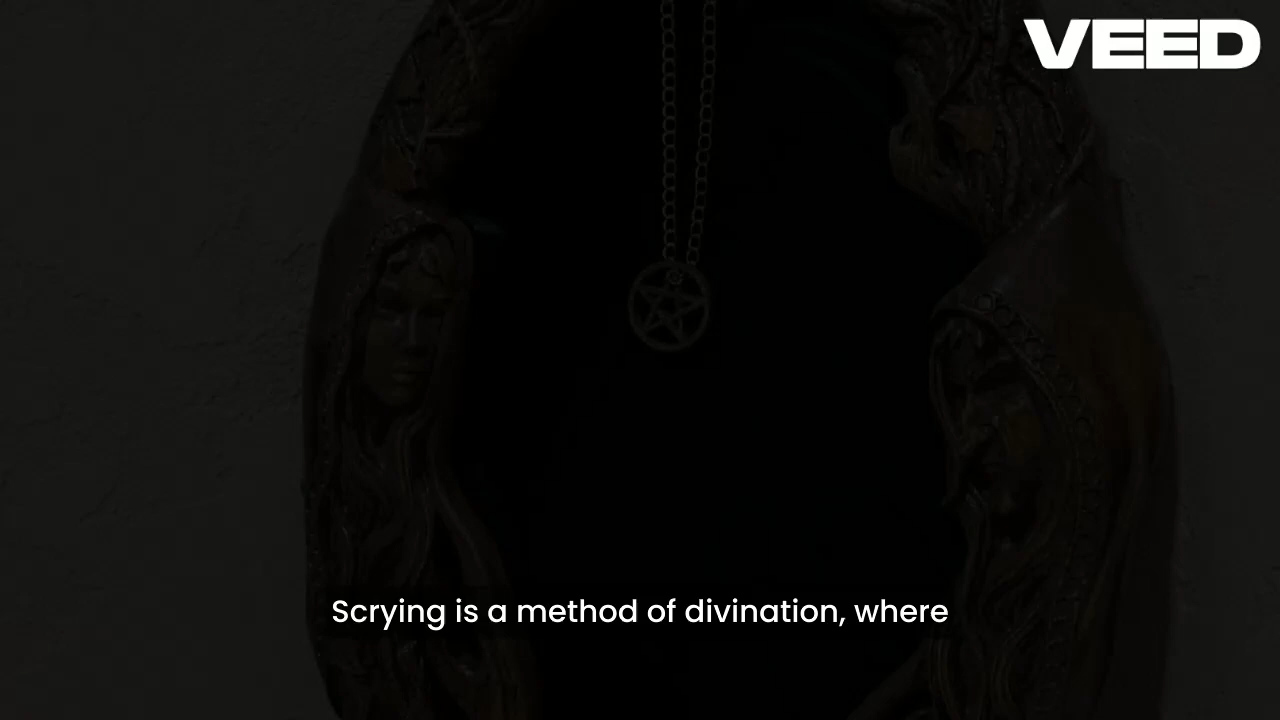 VEED
Scrying is a method of divination, where